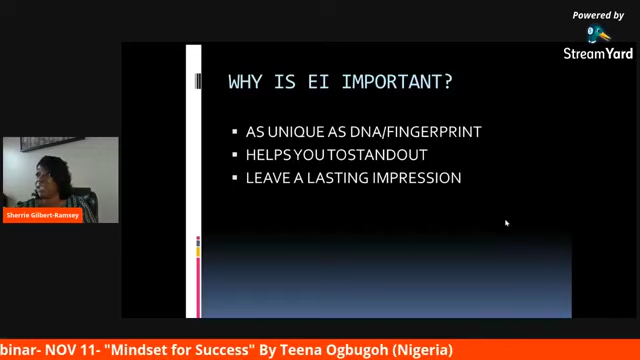 Powered by
StreamYard
WHY IS EI IMPORTANT?
▪ AS UNIQUE AS DNA/FINGERPRINT
▪ HELPS YOU TOSTANDOUT
▪ LEAVE A LASTING IMPRESSION
Sherrie Gilbert-Ramsey
binar- NOV 11- "Mindset for Success" By Teena Ogbugoh (Nigeria)